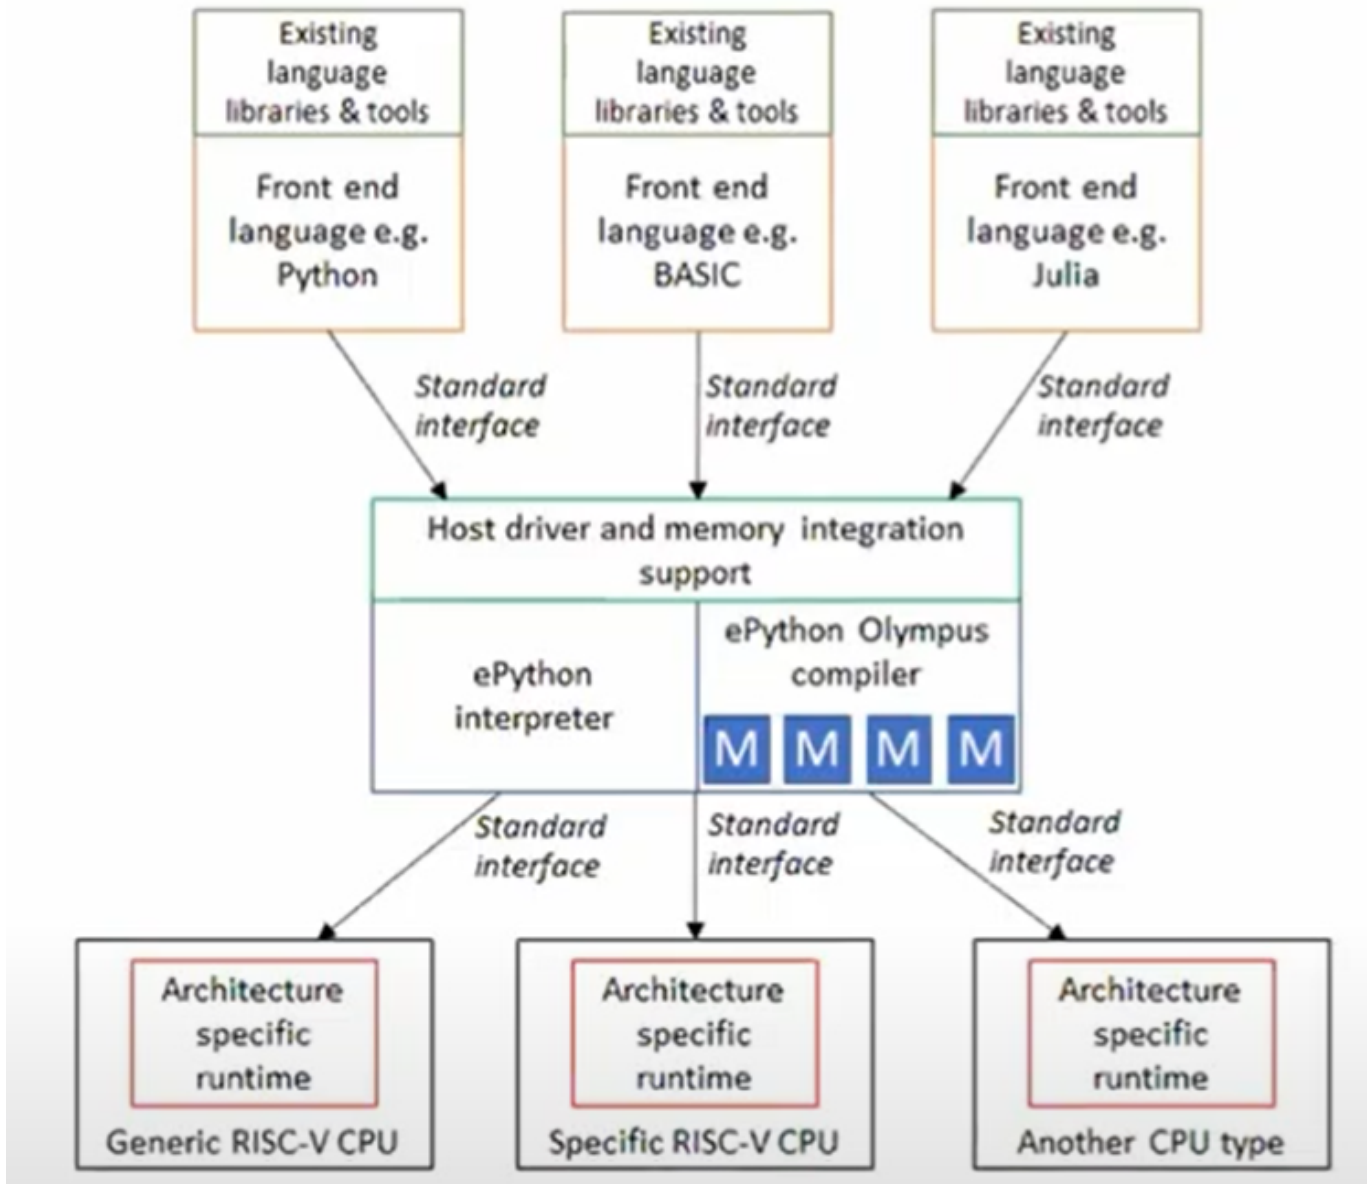 Existing
language
libraries & tools
Front end
language e.g.
Python
Existing
language
libraries & tools
Front end
language e.g.
BASIC
Existing
language
libraries & tools
Front end
language e.g.
Julia
Standard
interface
Standard
interface
Standard
interface
Host driver and memory integration
support
ePython
interpreter
ePython Olympus
compiler
M M M M
Standard
interface
Standard
interface
Standard
interface
Architecture
specific
runtime
Generic RISC-V CPU
Architecture
specific
runtime
Specific RISC-V CPU
Architecture
specific
runtime
Another CPU type